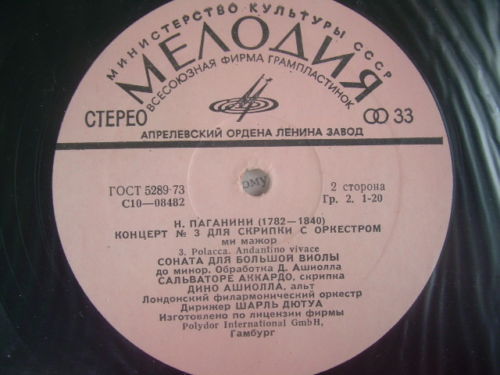 МИНИСТЕРСТВО КУЛЬТУРЫ СССР
МЕЛОДИЯ
ВСЕСОЮЗНАЯ ФИРМА ГРАМПЛАСТИНОК
СТЕРЕО
33
АПРЕЛЕВСКИЙ ОРДЕНА ЛЕНИНА ЗАВОД
ГОСТ 5289-73
С10—08482
ому
2 сторона
Гр. 2. 1-20
Н. ПАГАНИНИ (1782—1840)
КОНЦЕРТ № 3 ДЛЯ СКРИПКИ С ОРКЕСТРОМ
ми мажор
3. Polacca. Andantino vivace
СОНАТА ДЛЯ БОЛЬШОЙ ВИОЛЫ
до минор. Обработка Д. Ашиолла
САЛЬВАТОРЕ АККАРДО, скрипка
ДИНО АШИОЛЛА, альт
Лондонский филармонический оркестр
Дирижер ШАРЛЬ ДЮТУА
Изготовлено по лицензии фирмы
Polydor International GmbH,
Гамбург